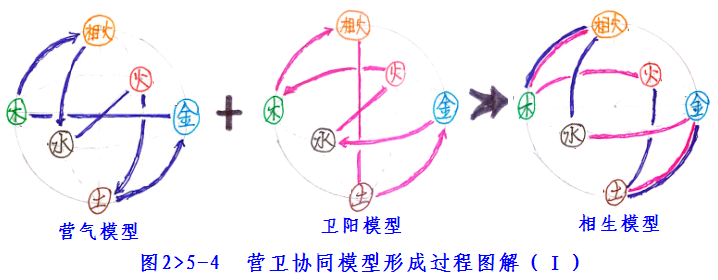 相火 火 木 水 金 土
+
相火 火 木 水 金 土
相火 火 木 水 金 土
营气模型 卫阳模型 相生模型
图2>5-4 营卫协同模型形成过程图解(Ⅰ)